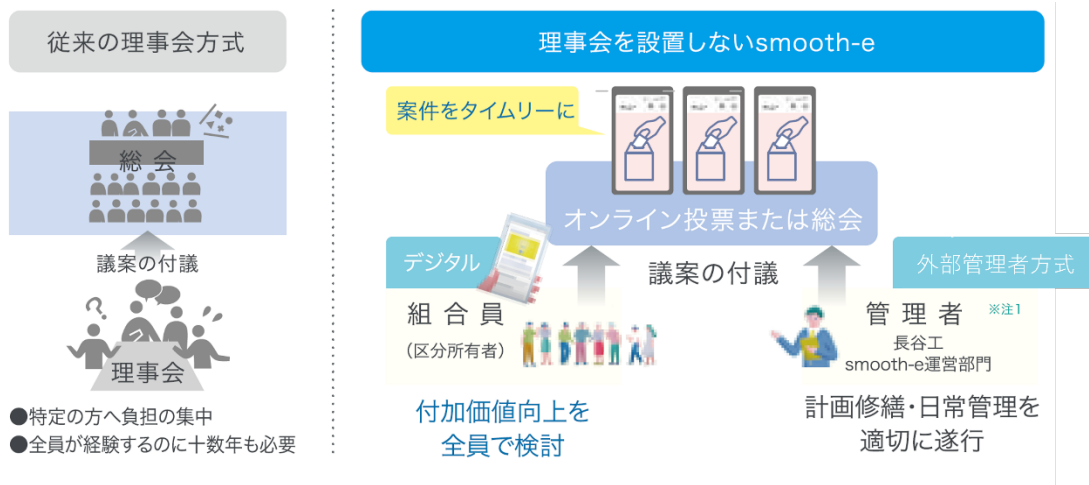 従来の理事会方式
総会
議案の付議
理事会
●特定の方へ負担の集中
●全員が経験するのに十数年も必要
理事会を設置しないsmooth-e
案件をタイムリーに
オンライン投票または総会
デジタル
議案の付議
外部管理者方式
組合員
(区分所有者)
管理者 ※注1
長谷工
smooth-e運営部門
付加価値向上を
全員で検討
計画修繕・日常管理を
適切に遂行